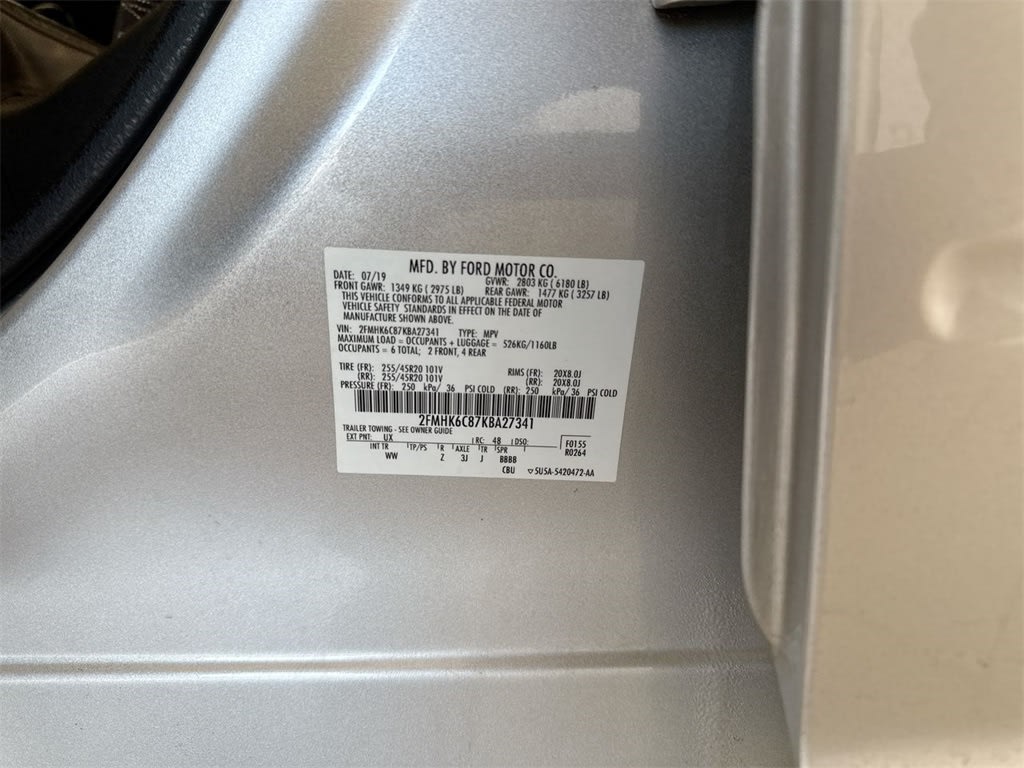 MFD. BY FORD MOTOR CO.
DATE: 07/19 GVWR: 2803 KG ( 6180 LB)
FRONT GAWR: 1349 KG ( 2975 LB) REAR GAWR: 1477 KG ( 3257 LB)
THIS VEHICLE CONFORMS TO ALL APPLICABLE FEDERAL MOTOR
VEHICLE SAFETY STANDARDS IN EFFECT ON THE DATE OF
MANUFACTURE SHOWN ABOVE.
VIN: 2FMHK6C87KBA27341 TYPE: MPV
MAXIMUM LOAD = OCCUPANTS + LUGGAGE = 526KG/1160LB
OCCUPANTS = 6 TOTAL; 2 FRONT, 4 REAR
TIRE (FR): 255/45R20 101V RIMS (FR): 20X8.0J
(RR): 255/45R20 101V (RR): 20X8.0J
PRESSURE (FR): 250 kPa/ 36 PSI COLD (RR): 250 kPa/ 36 PSI COLD
2FMHK6C87KBA27341
TRAILER TOWING - SEE OWNER GUIDE
EXT PNT: UX RC: 48 DSO: F0155
INT TR TP/PS R AXLE TR SPR R0264
WW Z 3J J BBBB
CBU 5U5A-5420472-AA